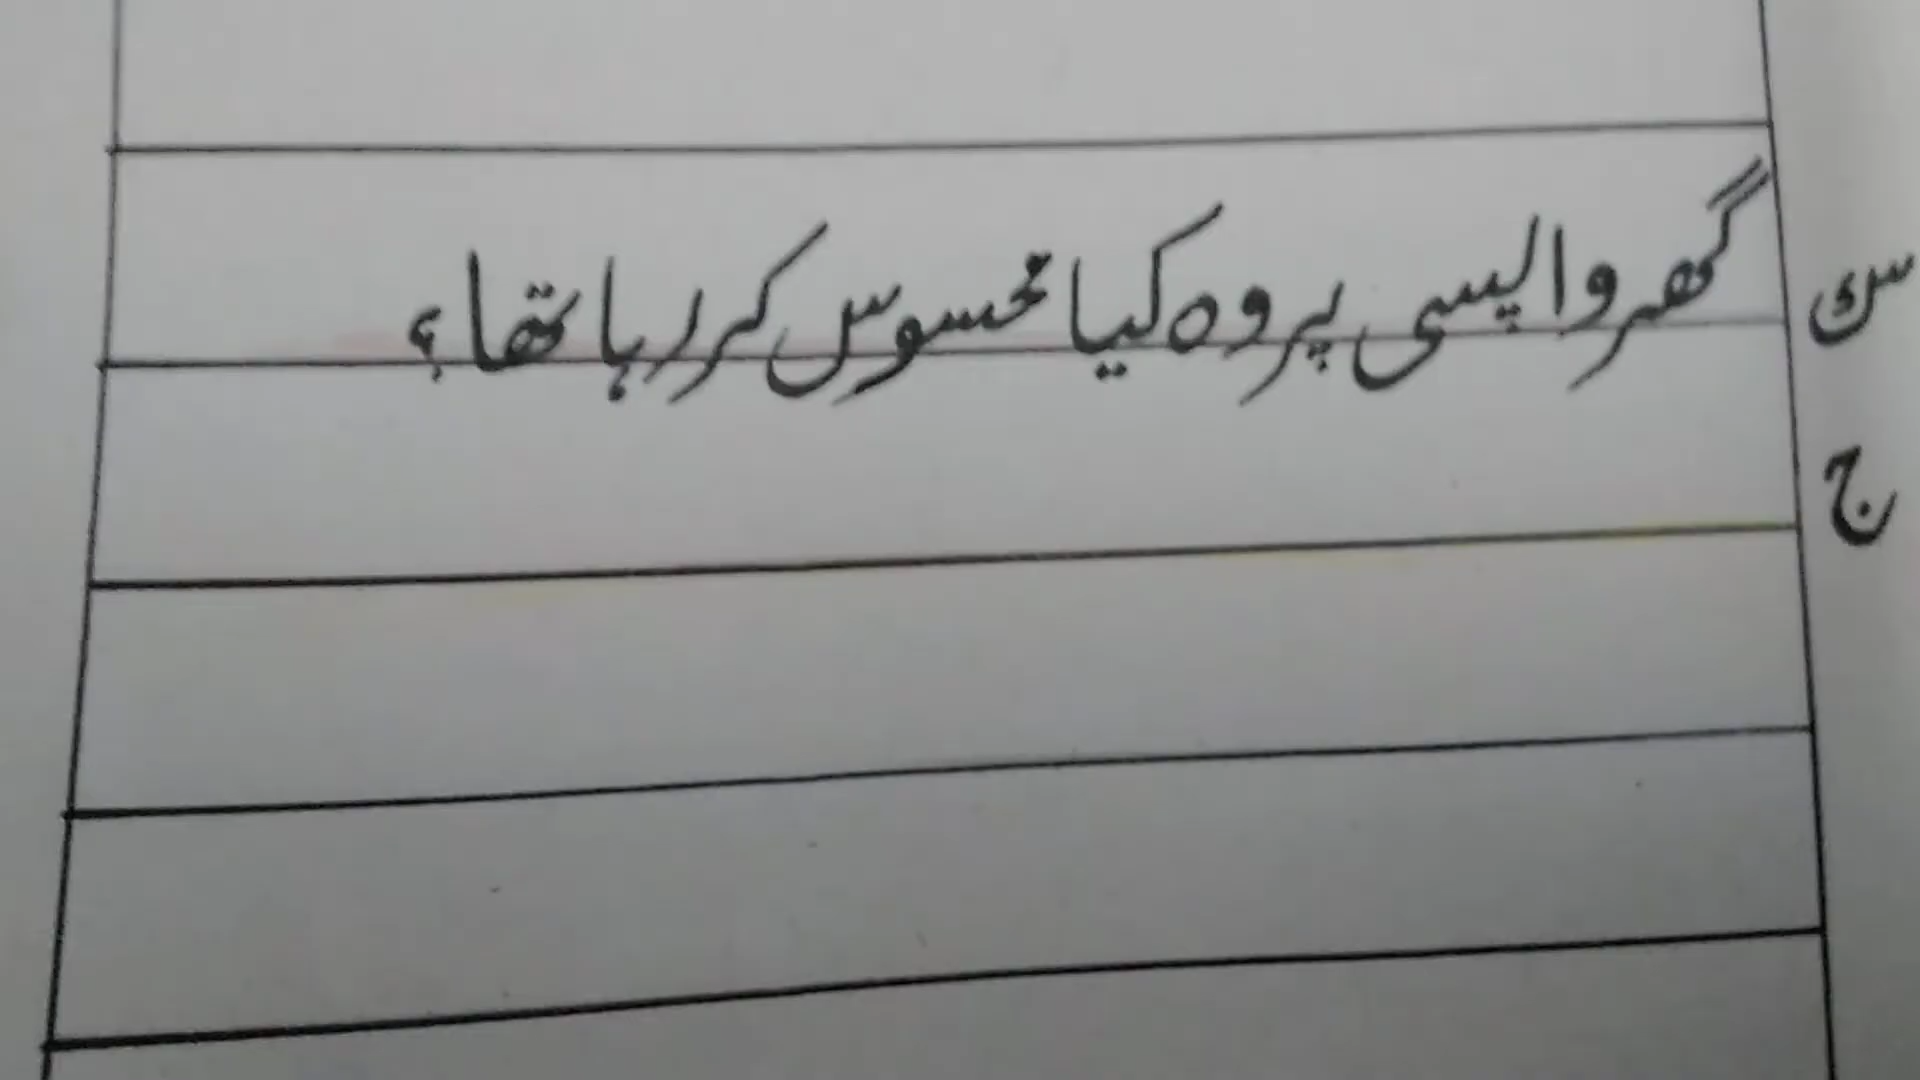 س گھر واپسی پر وہ کیا محسوس کر رہا تھا؟
ج